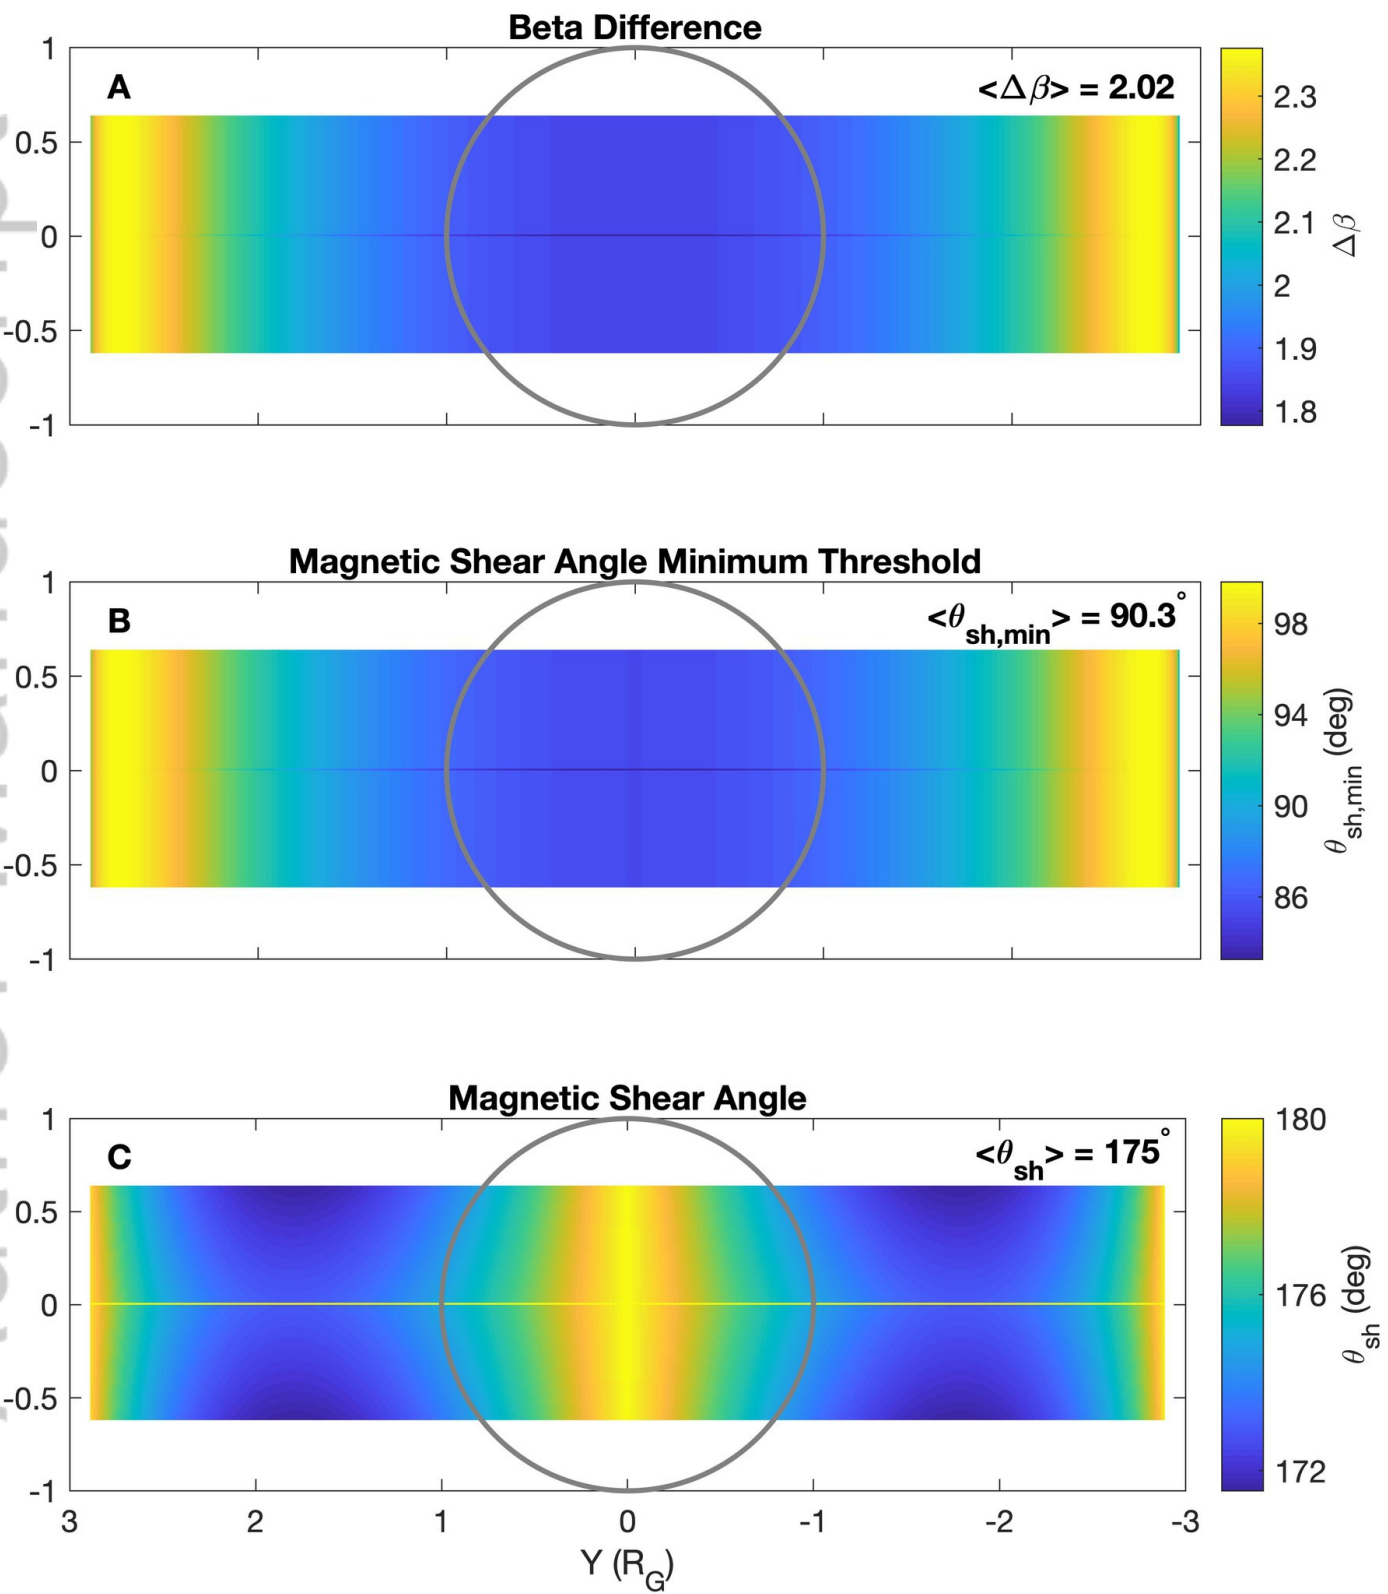 Beta Difference
A
<Δβ> = 2.02
1
0.5
0
-0.5
-1
2.3
2.2
2.1
2
1.9
1.8
Δβ
Magnetic Shear Angle Minimum Threshold
B
<θsh,min> = 90.3°
1
0.5
0
-0.5
-1
98
94
90
86
θsh,min (deg)
Magnetic Shear Angle
C
<θsh> = 175°
1
0.5
0
-0.5
-1
3 2 1 0 -1 -2 -3
Y (RG)
180
176
172
θsh (deg)